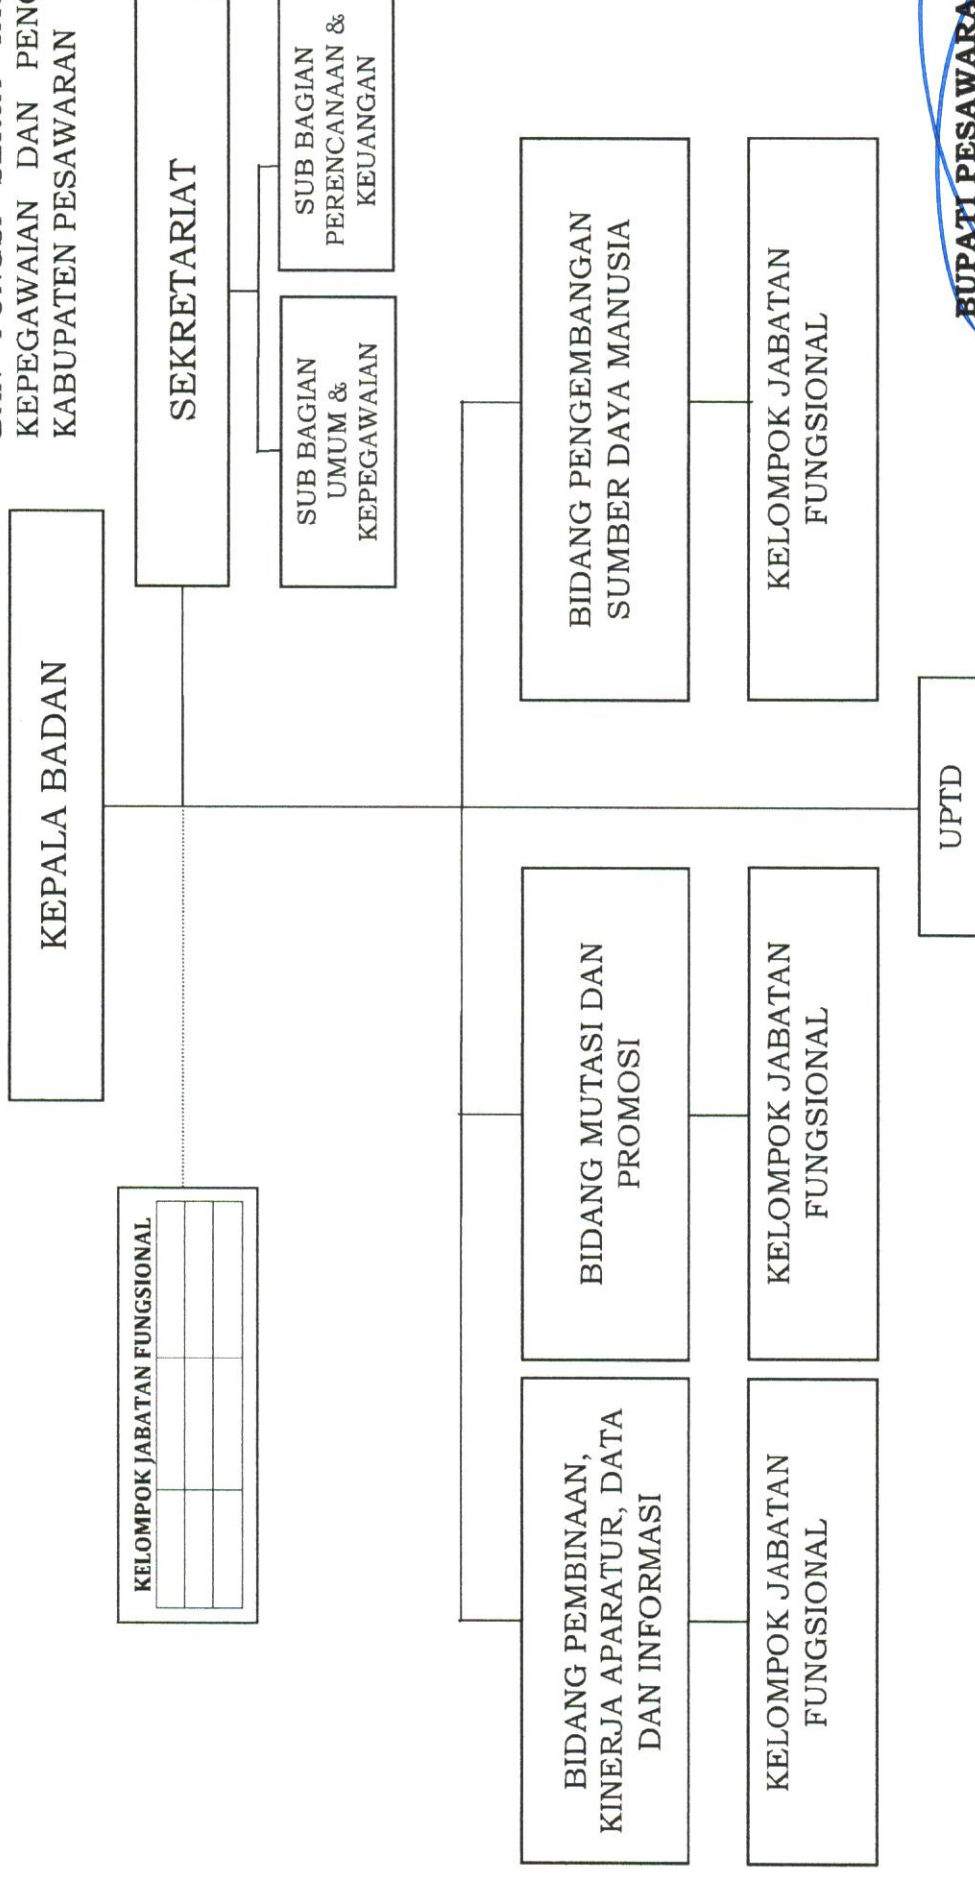 KEPEGAWAIAN DAN
KABUPATEN PESAWARAN
KEPALA BADAN
SEKRETARIAT
KELOMPOK JABATAN FUNGSIONAL
SUB BAGIAN
UMUM &
KEPEGAWAIAN
SUB BAGIAN
PERENCANAAN &
KEUANGAN
BIDANG PEMBINAAN,
KINERJA APARATUR, DATA
DAN INFORMASI
BIDANG MUTASI DAN
PROMOSI
BIDANG PENGEMBANGAN
SUMBER DAYA MANUSIA
KELOMPOK JABATAN
FUNGSIONAL
KELOMPOK JABATAN
FUNGSIONAL
KELOMPOK JABATAN
FUNGSIONAL
UPTD
BUPATI PESAWARA